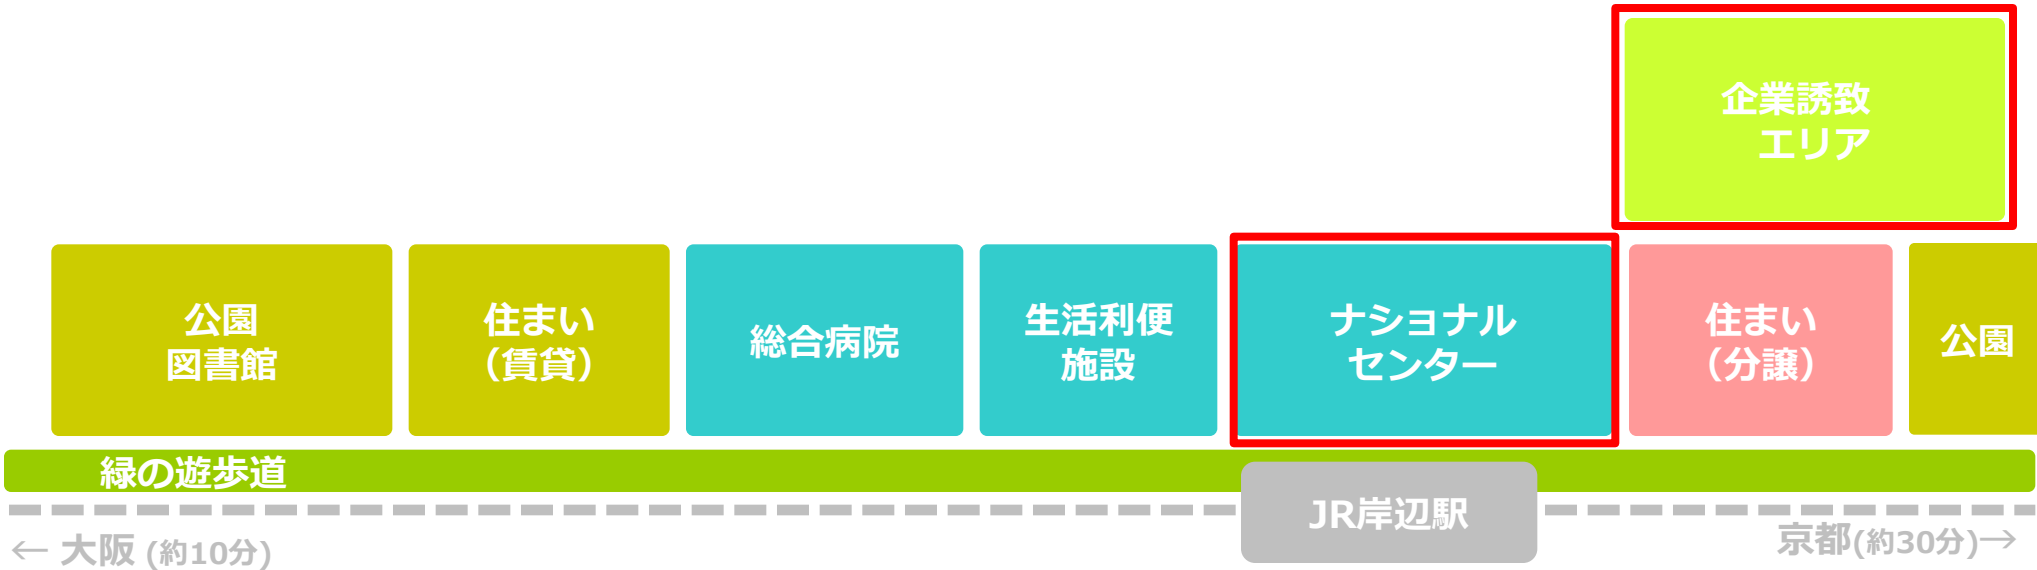 企業誘致
エリア
公園
図書館
住まい
（賃貸）
総合病院
生活利便
施設
ナショナル
センター
住まい
（分譲）
公園
緑の遊歩道
JR岸辺駅
← 大阪 (約10分)
京都(約30分)→